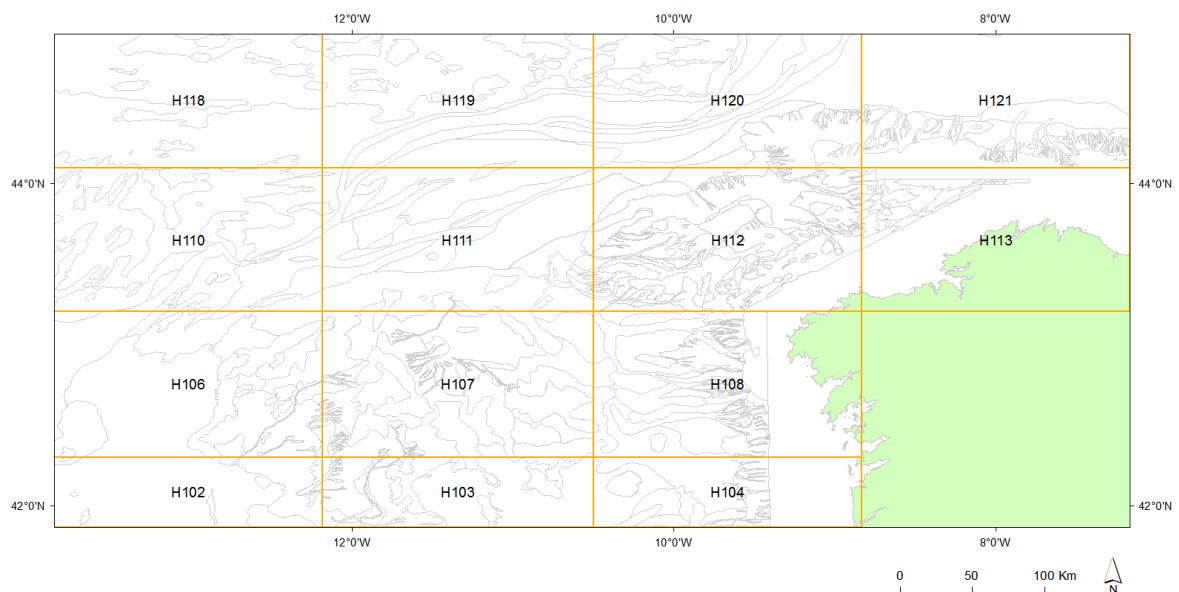 12°0'W 10°0'W 8°0'W
H118 H119 H120 H121
44°0'N 44°0'N
H110 H111 H112 H113
H106 H107 H108
H102 H103 H104
42°0'N 42°0'N
12°0'W 10°0'W 8°0'W
0 50 100 Km
N